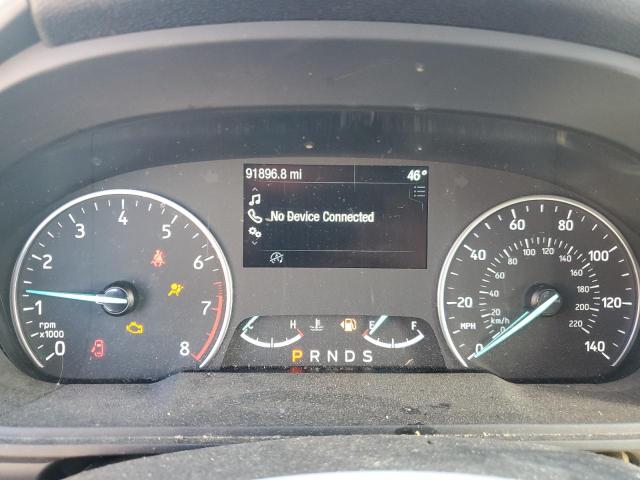 91896.8 mi 46°
No Device Connected
0 1 2 3 4 5 6 7 8
rpm
x1000
H E F
P R N D S
0 20 40 60 80 100 120 140
MPH
0 20 40 60 80 100 120 140 160 180 200 220
km/h